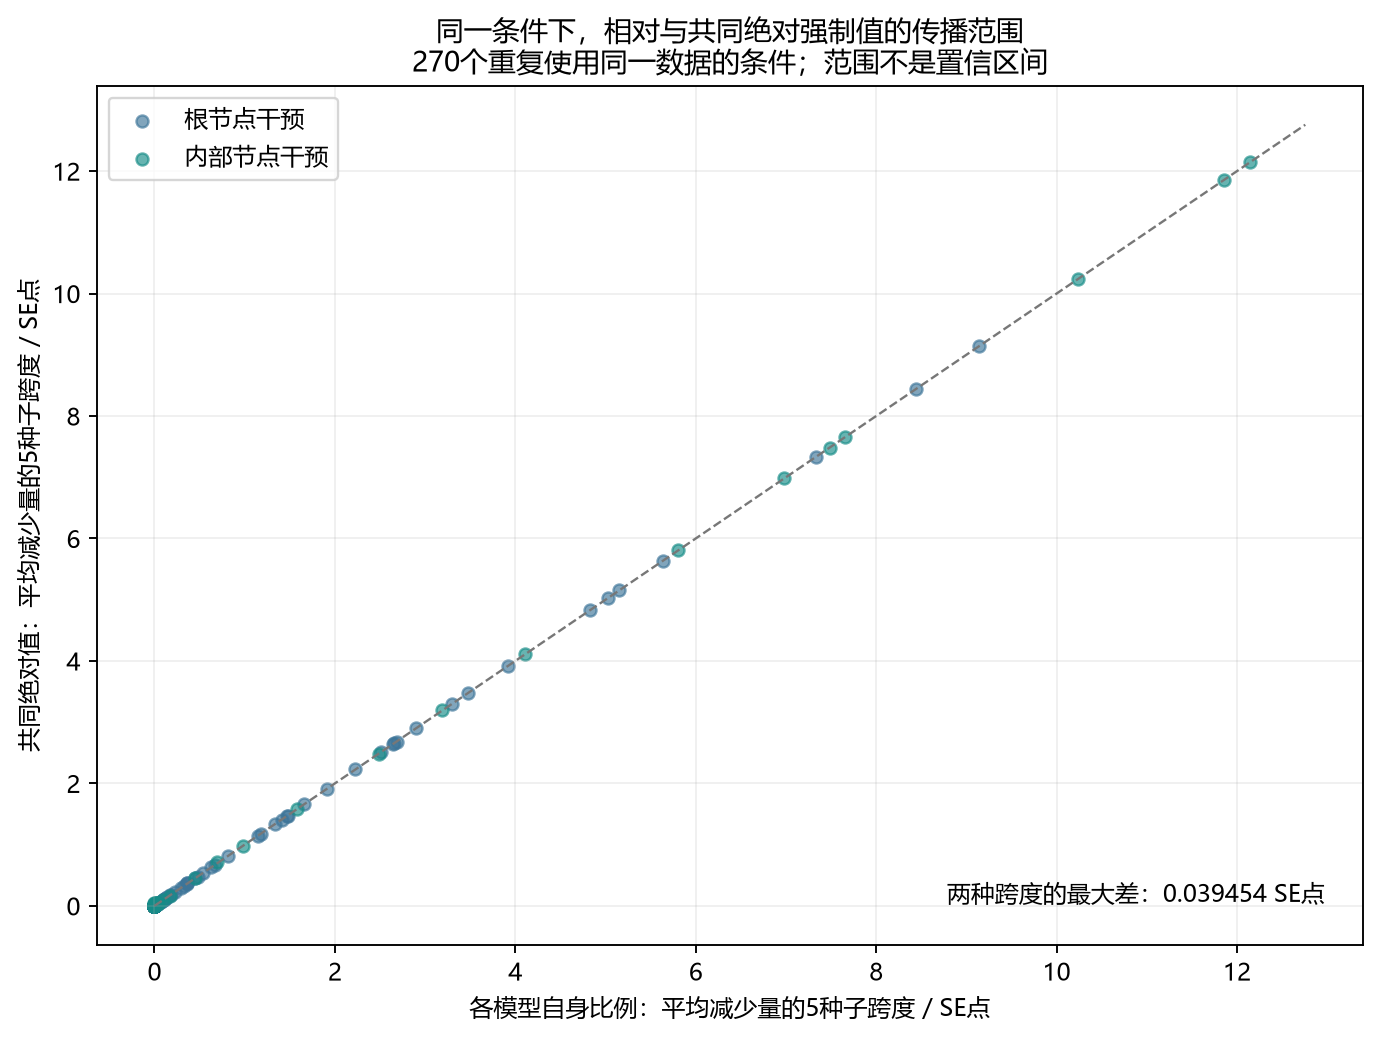 同一条件下，相对与共同绝对强制值的传播范围
270个重复使用同一数据的条件；范围不是置信区间
根节点干预
内部节点干预
共同绝对值：平均减少量的5种子跨度 / SE点
12
10
8
6
4
2
0
两种跨度的最大差：0.039454 SE点
0 2 4 6 8 10 12
各模型自身比例：平均减少量的5种子跨度 / SE点